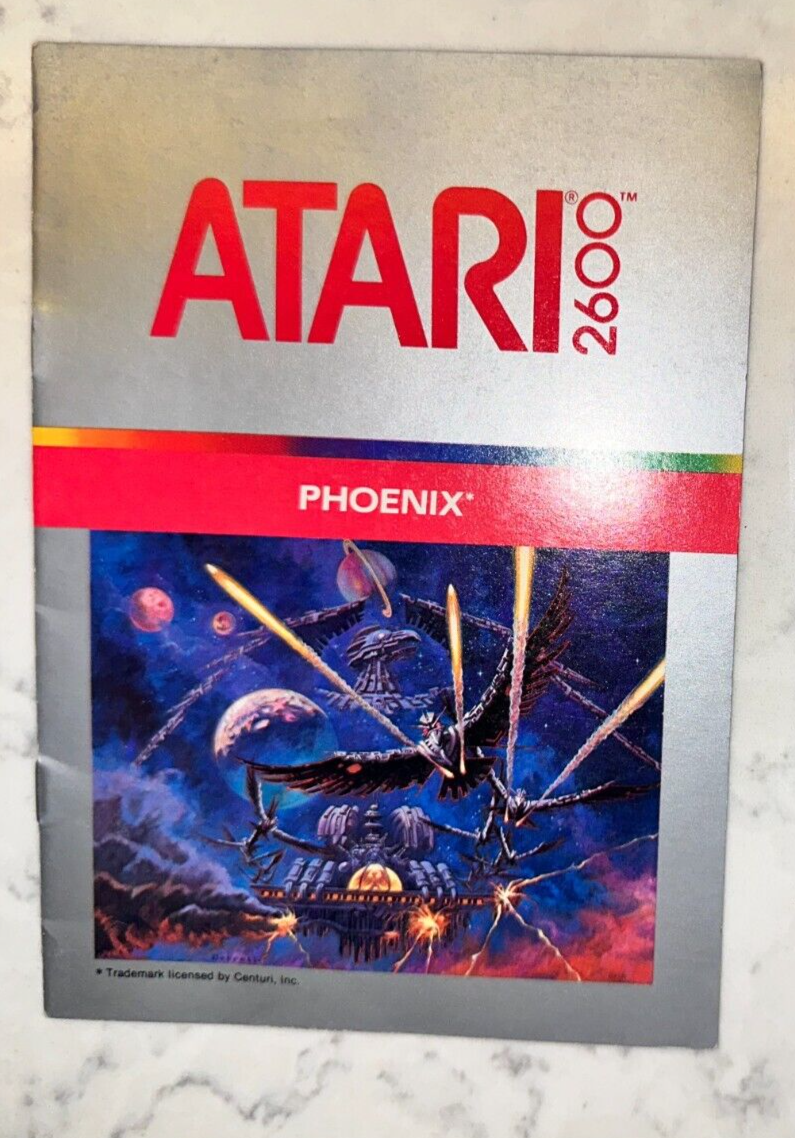 ATARI® 2600™
PHOENIX*
* Trademark licensed by Centuri, Inc.